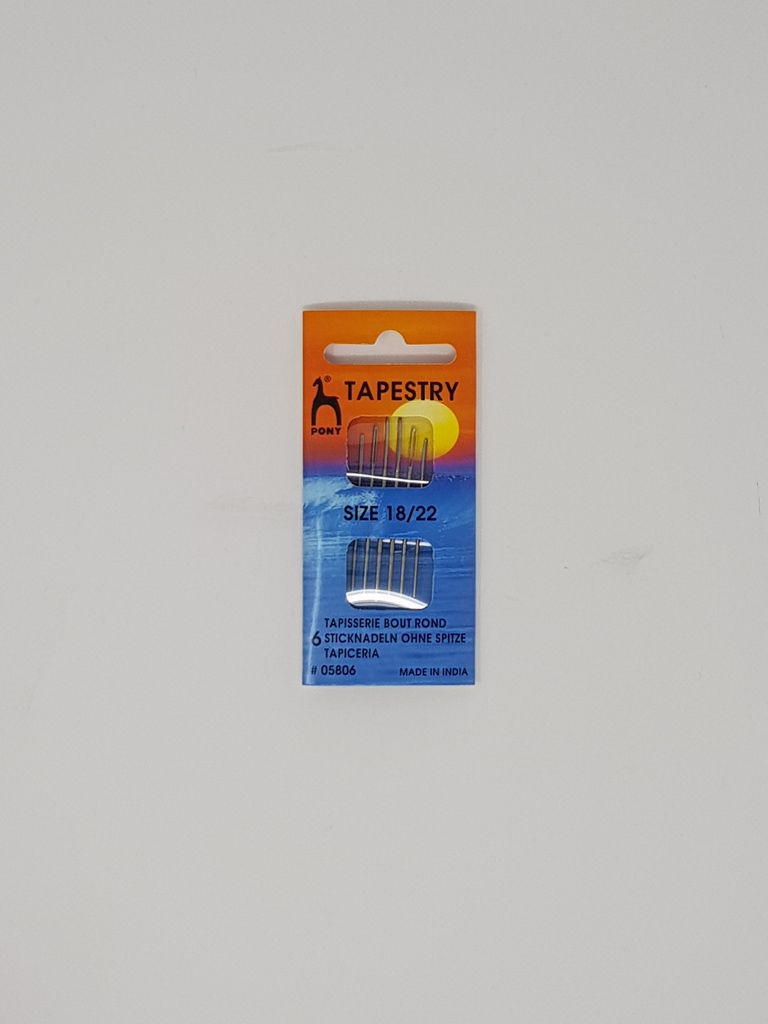 ®
TAPESTRY
PONY
SIZE 18/22
TAPISSERIE BOUT ROND
6 STICKNADELN OHNE SPITZE
TAPICERIA
# 05806 MADE IN INDIA